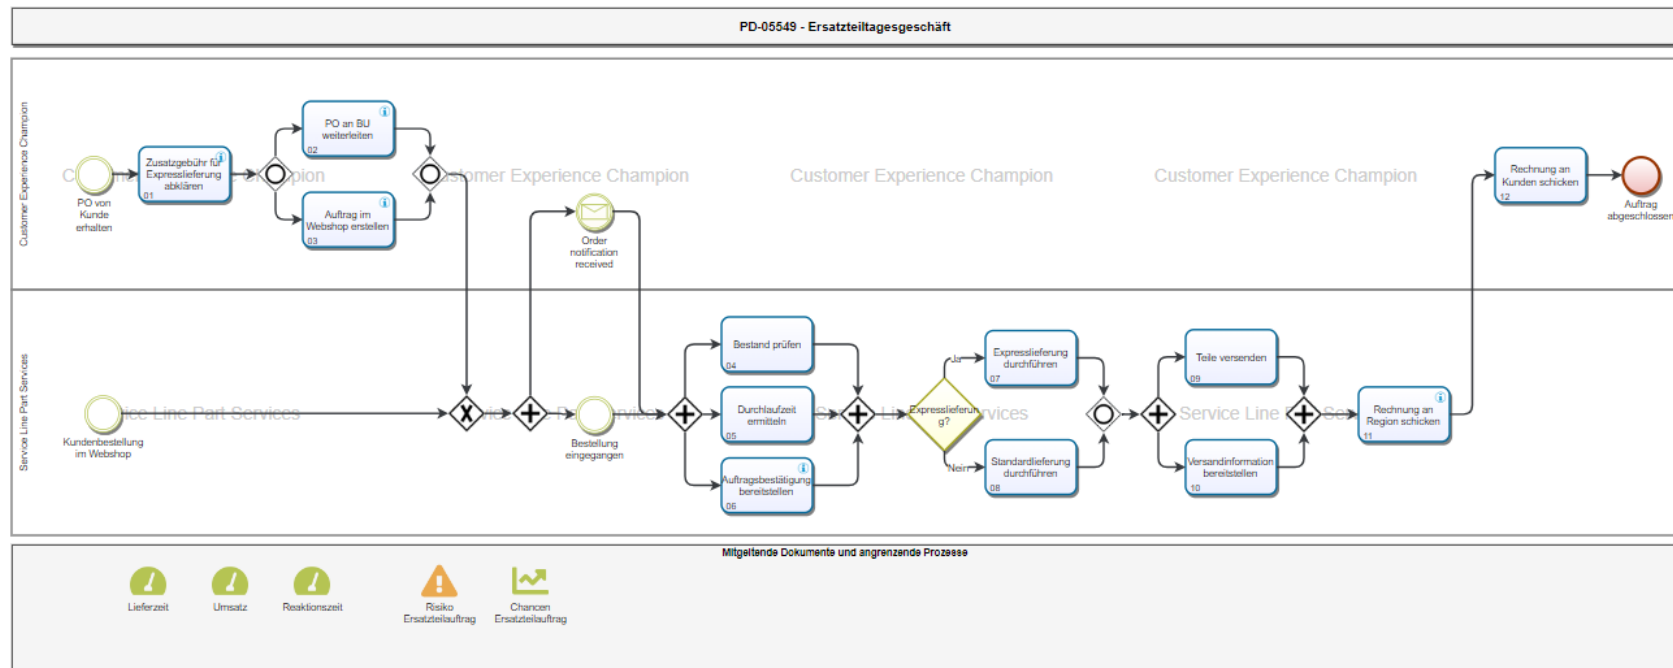 PD-05549 - Ersatzteiltagesgeschäft
Customer Experience Champion
PO von
Kunde
erhalten
Zusatzgebühr für
Expresslieferung
abklären
01
PO an BU
weiterleiten
02
Auftrag im
Webshop erstellen
03
Customer Experience Champion
Customer Experience Champion
Customer Experience Champion
Customer Experience Champion
Order
notification
received
Rechnung an
Kunden schicken
12
Auftrag
abgeschlossen
Service Line Part Services
Kundenbestellung
im Webshop
ice Line Part Services
X
Bestellung
eingegangen
Bestand prüfen
04
Durchlaufzeit
ermitteln
05
Auftragsbestätigung
bereitstellen
06
Expresslieferun
g?
Ja
Nein
Expresslieferung
durchführen
07
Standardlieferung
durchführen
08
Teile versenden
09
Service Line
Versandinformation
bereitstellen
10
Rechnung an
Region schicken
11
Mitgeltende Dokumente und angrenzende Prozesse
Lieferzeit
Umsatz
Reaktionszeit
Risiko
Ersatzteilauftrag
Chancen
Ersatzteilauftrag